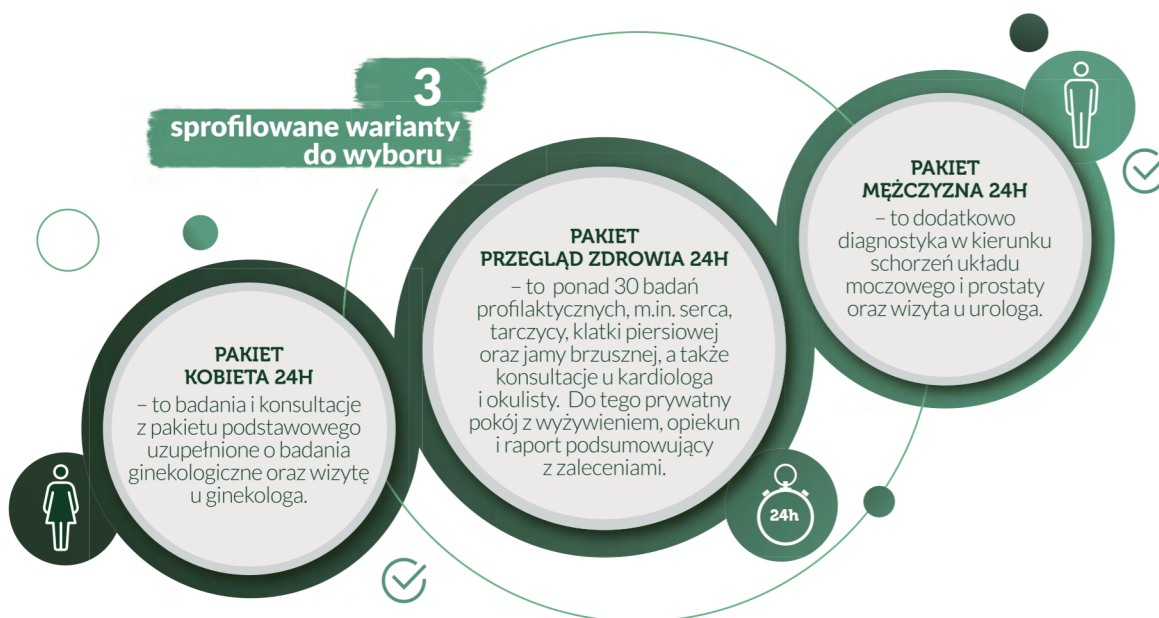 3
sprofilowane warianty
do wyboru
PAKIET
KOBIETA 24H
– to badania i konsultacje
z pakietu podstawowego
uzupełnione o badania
ginekologiczne oraz wizytę
u ginekologa.
PAKIET
PRZEGLĄD ZDROWIA 24H
– to ponad 30 badań
profilaktycznych, m.in. serca,
tarczycy, klatki piersiowej
oraz jamy brzusznej, a także
konsultacje u kardiologa
i okulisty. Do tego prywatny
pokój z wyżywieniem, opiekun
i raport podsumowujący
z zaleceniami.
24h
PAKIET
MĘŻCZYZNA 24H
– to dodatkowo
diagnostyka w kierunku
schorzeń układu
moczowego i prostaty
oraz wizyta u urologa.